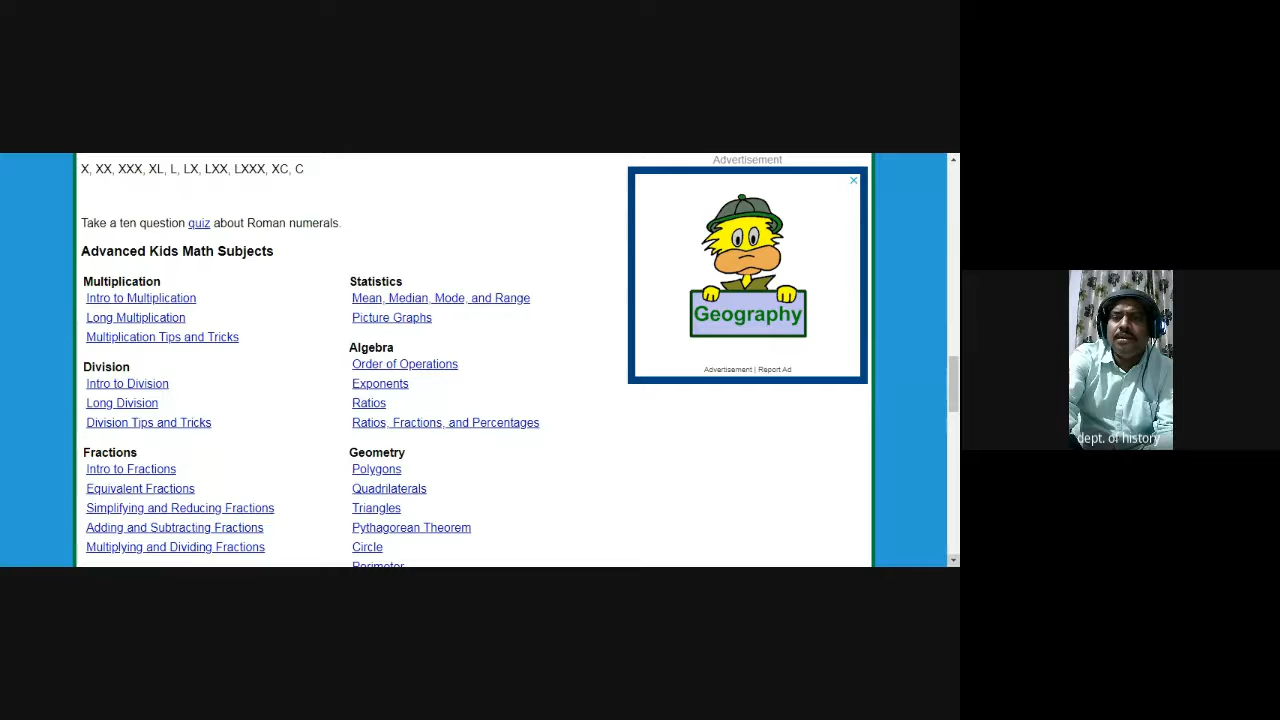 X, XX, XXX, XL, L, LX, LXX, LXXX, XC, C
Take a ten question quiz about Roman numerals.
Advanced Kids Math Subjects
Multiplication
Intro to Multiplication
Long Multiplication
Multiplication Tips and Tricks
Division
Intro to Division
Long Division
Division Tips and Tricks
Fractions
Intro to Fractions
Equivalent Fractions
Simplifying and Reducing Fractions
Adding and Subtracting Fractions
Multiplying and Dividing Fractions
Statistics
Mean, Median, Mode, and Range
Picture Graphs
Algebra
Order of Operations
Exponents
Ratios
Ratios, Fractions, and Percentages
Geometry
Polygons
Quadrilaterals
Triangles
Pythagorean Theorem
Circle
Perimeter
Advertisement
Geography
Advertisement | Report Ad
dept. of history